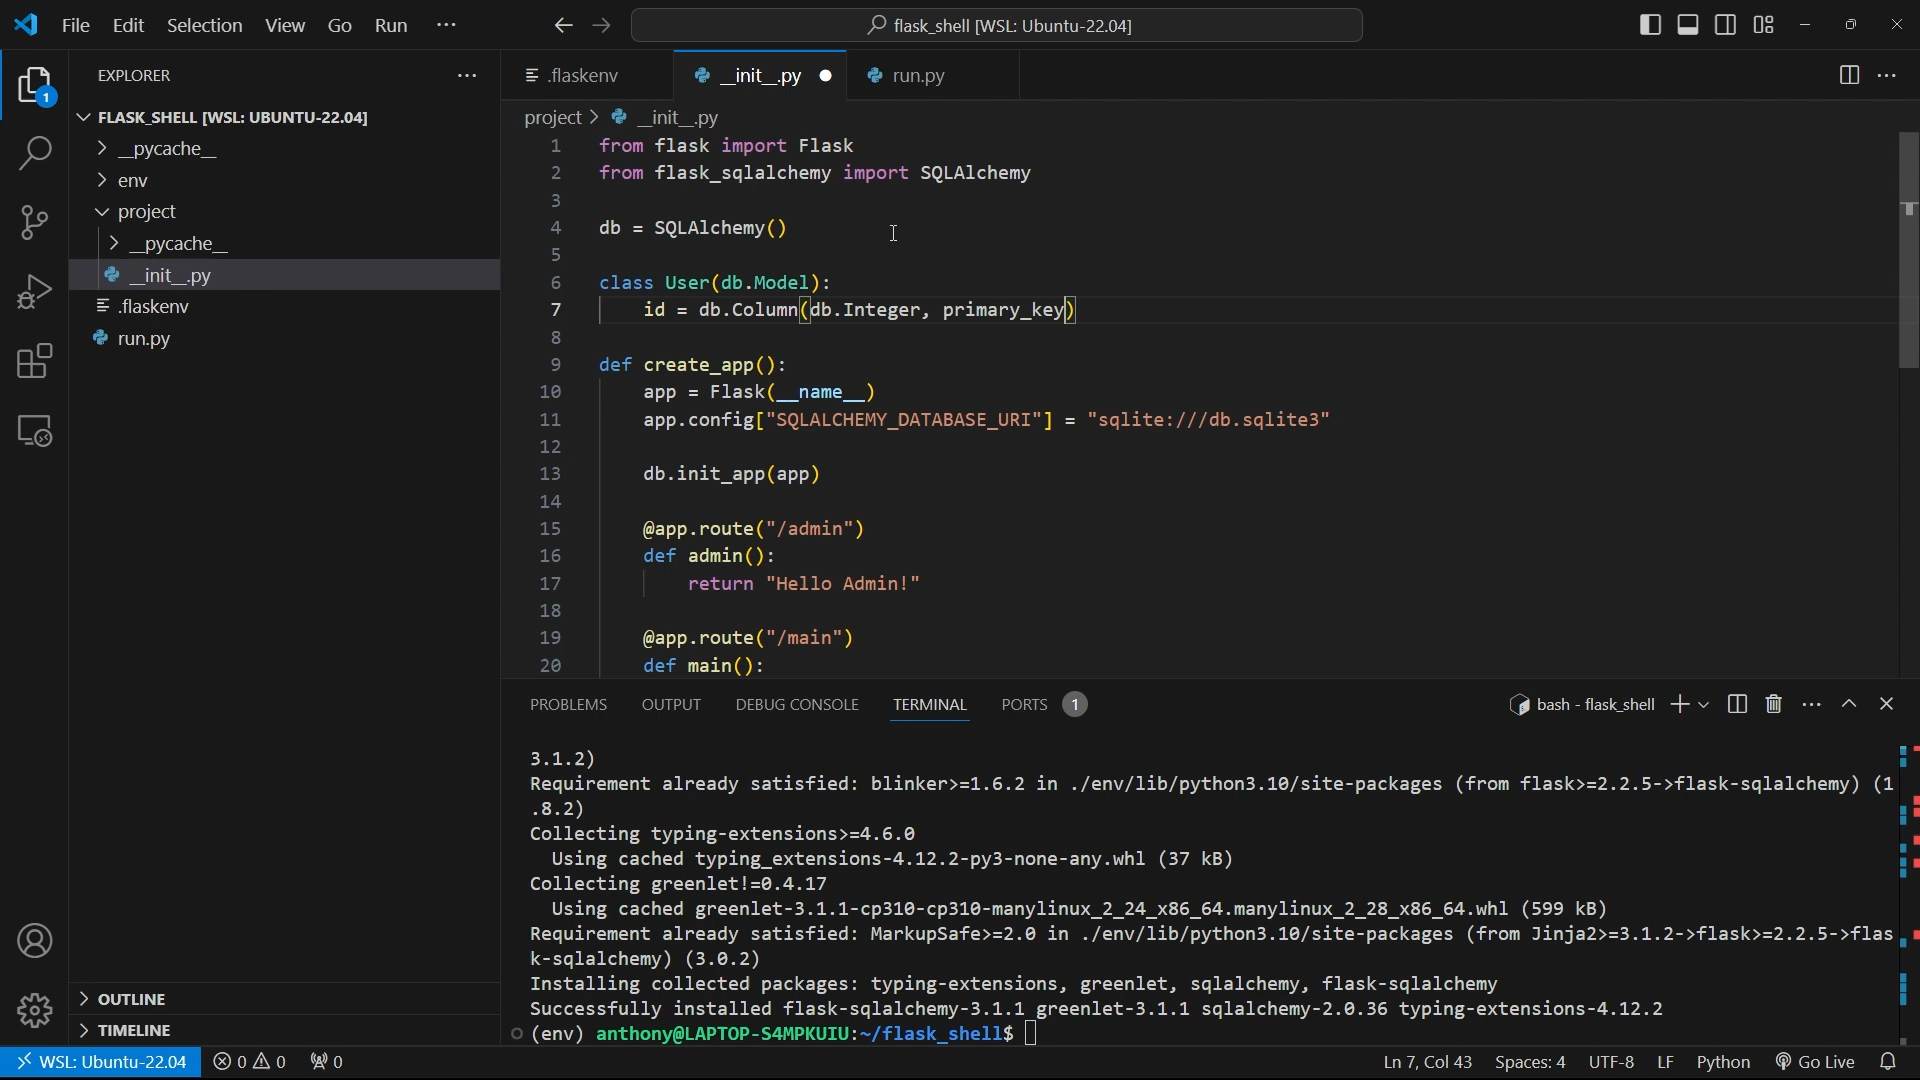 File Edit Selection View Go Run ···
flask_shell [WSL: Ubuntu-22.04]
EXPLORER ···
1
FLASK_SHELL [WSL: UBUNTU-22.04]
__pycache__
env
project
__pycache__
__init__.py
.flaskenv
run.py
OUTLINE
TIMELINE
.flaskenv __init__.py run.py
project > __init__.py
1 from flask import Flask
2 from flask_sqlalchemy import SQLAlchemy
3
4 db = SQLAlchemy()
5
6 class User(db.Model):
7 id = db.Column(db.Integer, primary_key)
8
9 def create_app():
10 app = Flask(__name__)
11 app.config["SQLALCHEMY_DATABASE_URI"] = "sqlite:///db.sqlite3"
12
13 db.init_app(app)
14
15 @app.route("/admin")
16 def admin():
17 return "Hello Admin!"
18
19 @app.route("/main")
20 def main():
PROBLEMS OUTPUT DEBUG CONSOLE TERMINAL PORTS 1
bash - flask_shell
3.1.2)
Requirement already satisfied: blinker>=1.6.2 in ./env/lib/python3.10/site-packages (from flask>=2.2.5->flask-sqlalchemy) (1
.8.2)
Collecting typing-extensions>=4.6.0
Using cached typing_extensions-4.12.2-py3-none-any.whl (37 kB)
Collecting greenlet!=0.4.17
Using cached greenlet-3.1.1-cp310-cp310-manylinux_2_24_x86_64.manylinux_2_28_x86_64.whl (599 kB)
Requirement already satisfied: MarkupSafe>=2.0 in ./env/lib/python3.10/site-packages (from Jinja2>=3.1.2->flask>=2.2.5->flas
k-sqlalchemy) (3.0.2)
Installing collected packages: typing-extensions, greenlet, sqlalchemy, flask-sqlalchemy
Successfully installed flask-sqlalchemy-3.1.1 greenlet-3.1.1 sqlalchemy-2.0.36 typing-extensions-4.12.2
(env) anthony@LAPTOP-S4MPKUIU:~/flask_shell$
WSL: Ubuntu-22.04 0 0 0 Ln 7, Col 43 Spaces: 4 UTF-8 LF Python Go Live